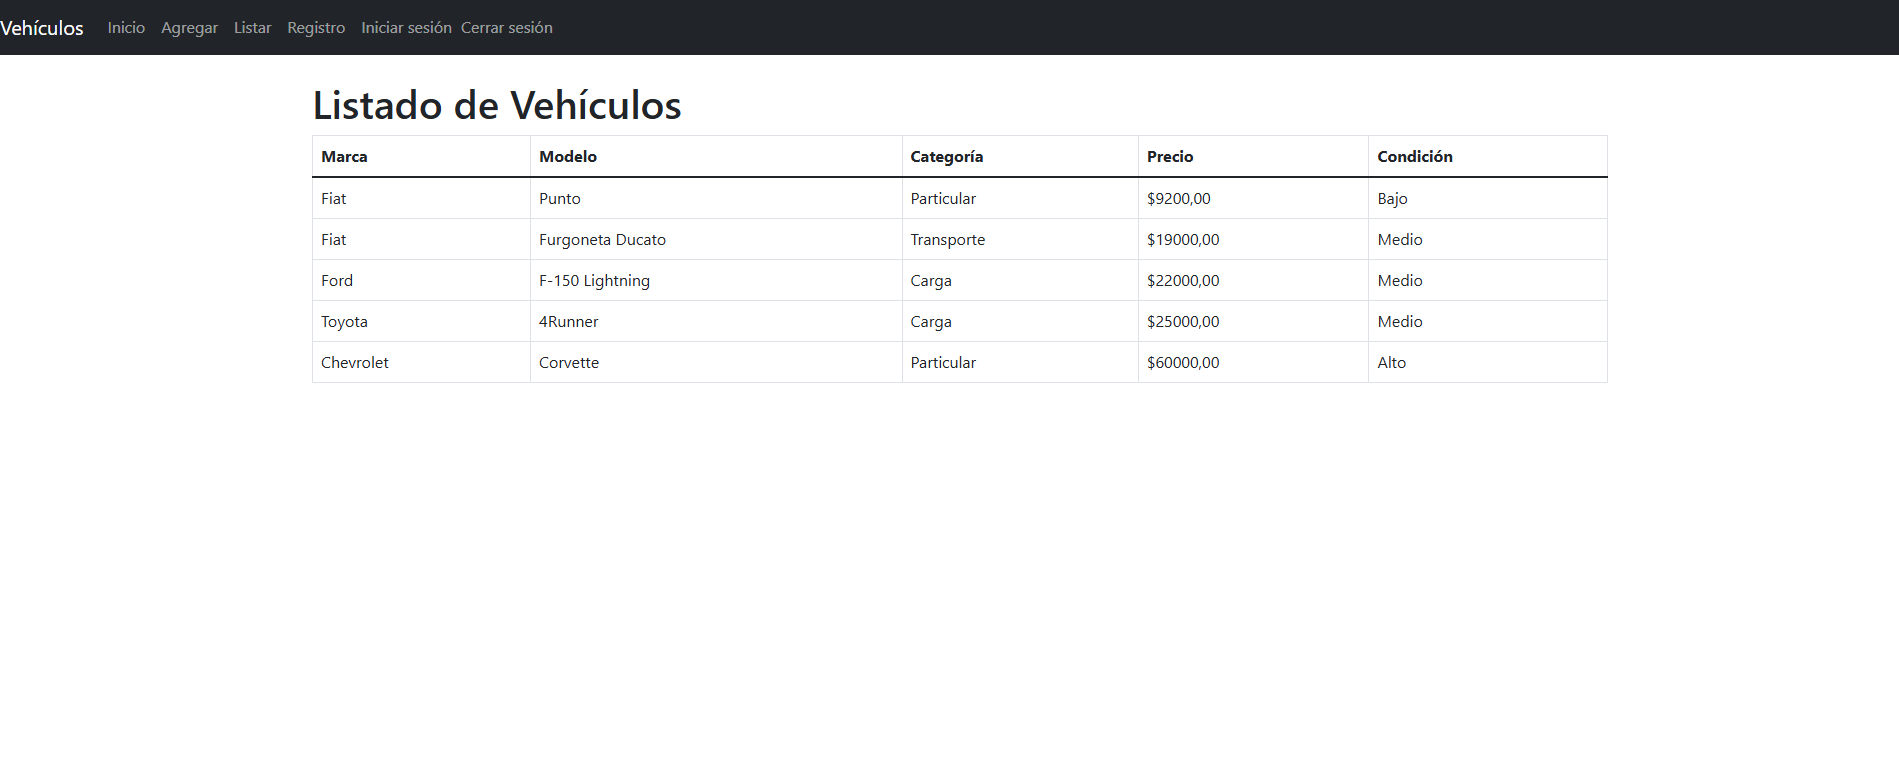 Vehículos Inicio Agregar Listar Registro Iniciar sesión Cerrar sesión
Listado de Vehículos
Marca Modelo Categoría Precio Condición
Fiat Punto Particular $9200,00 Bajo
Fiat Furgoneta Ducato Transporte $19000,00 Medio
Ford F-150 Lightning Carga $22000,00 Medio
Toyota 4Runner Carga $25000,00 Medio
Chevrolet Corvette Particular $60000,00 Alto